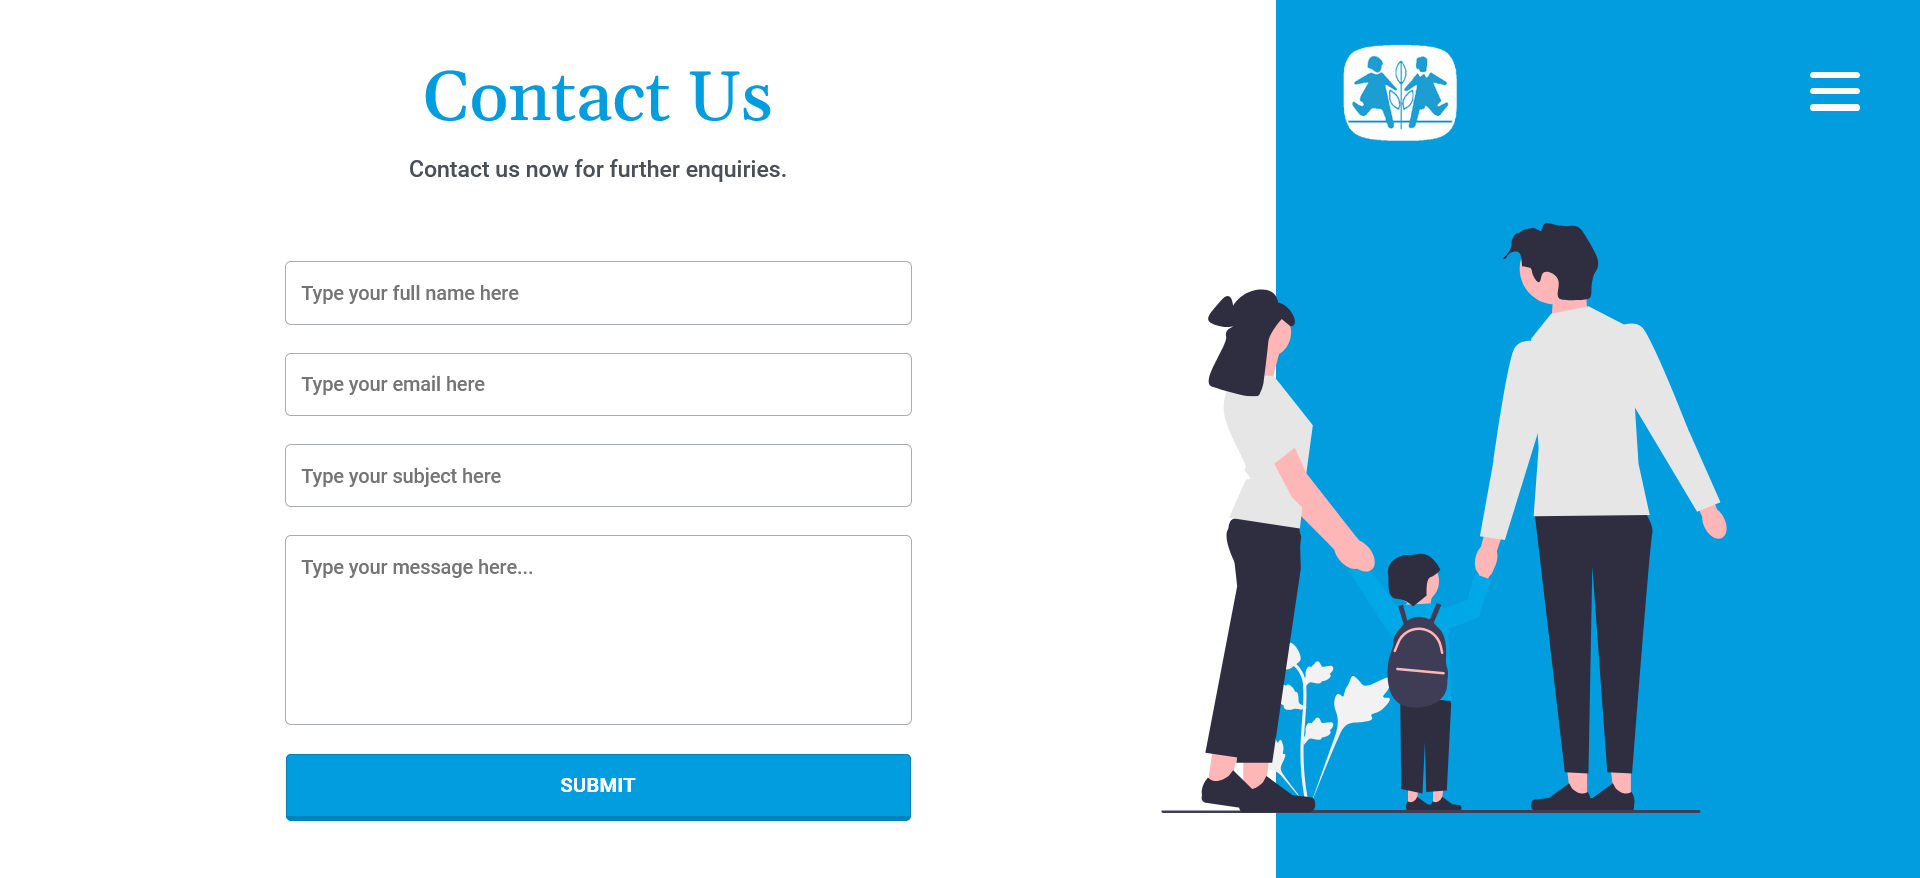 Contact Us
Contact us now for further enquiries.
Type your full name here
Type your email here
Type your subject here
Type your message here...
SUBMIT